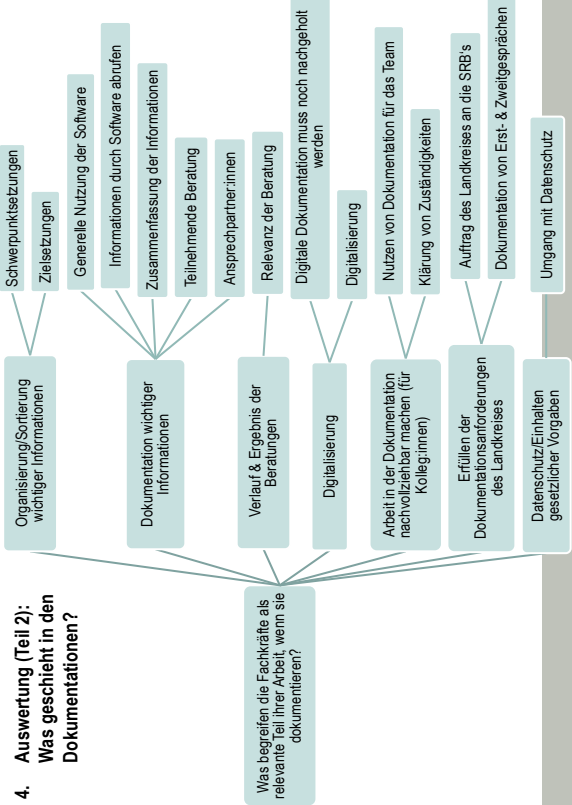 4. Auswertung (Teil 2):
Was geschieht in den
Dokumentationen?
Was begreifen die Fachkräfte als
relevante Teil ihrer Arbeit, wenn sie
dokumentieren?
Organisierung/Sortierung
wichtiger Informationen
Schwerpunktsetzungen
Zielsetzungen
Dokumentation wichtiger
Informationen
Generelle Nutzung der Software
Informationen durch Software abrufen
Zusammenfassung der Informationen
Teilnehmende Beratung
Ansprechpartner:innen
Verlauf & Ergebnis der
Beratungen
Relevanz der Beratung
Digitalisierung
Digitale Dokumentation muss noch nachgeholt
werden
Digitalisierung
Arbeit in der Dokumentation
nachvollziehbar machen (für
Kolleg:innen)
Nutzen von Dokumentation für das Team
Klärung von Zuständigkeiten
Erfüllen der
Dokumentationsanforderungen
des Landkreises
Auftrag des Landkreises an die SRB's
Dokumentation von Erst- & Zweitgesprächen
Datenschutz/Einhalten
gesetzlicher Vorgaben
Umgang mit Datenschutz